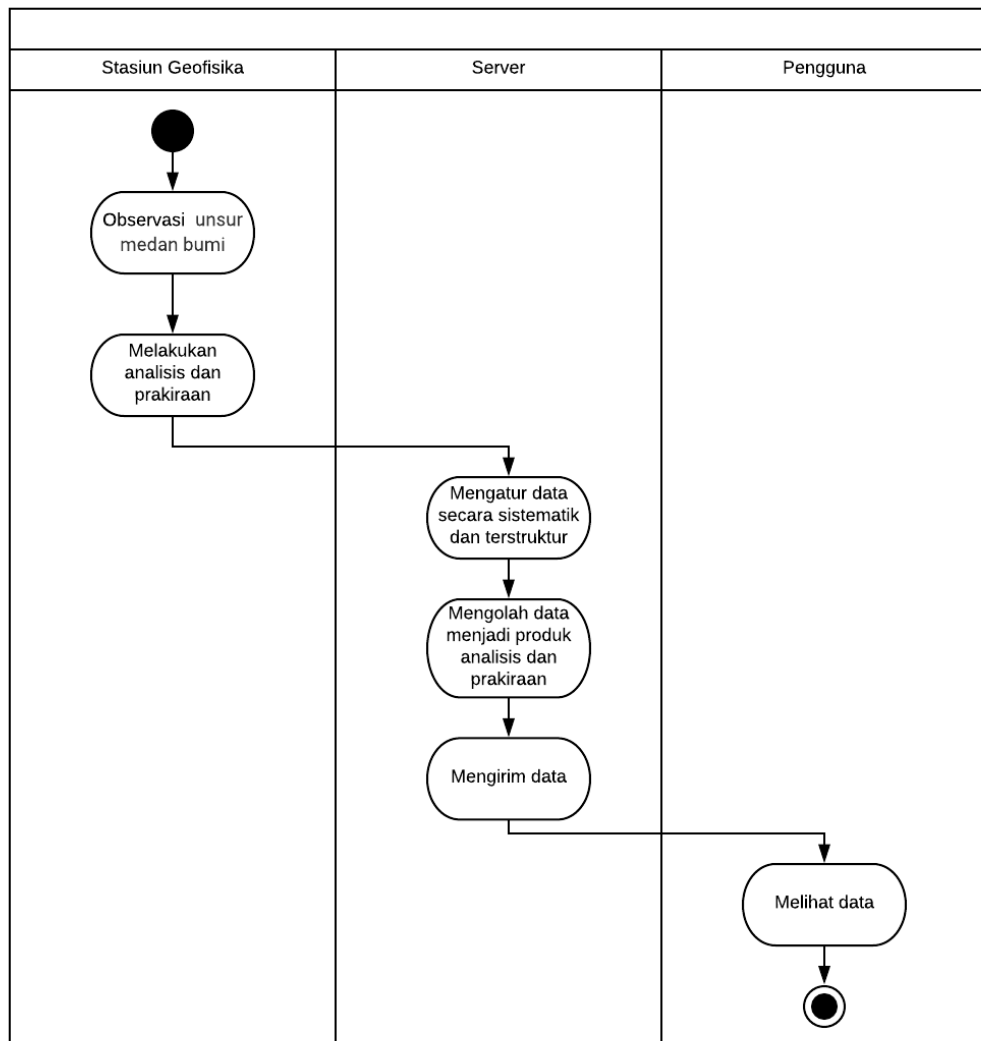 Stasiun Geofisika
Server
Pengguna
Observasi unsur
medan bumi
Melakukan
analisis dan
prakiraan
Mengatur data
secara sistematik
dan terstruktur
Mengolah data
menjadi produk
analisis dan
prakiraan
Mengirim data
Melihat data